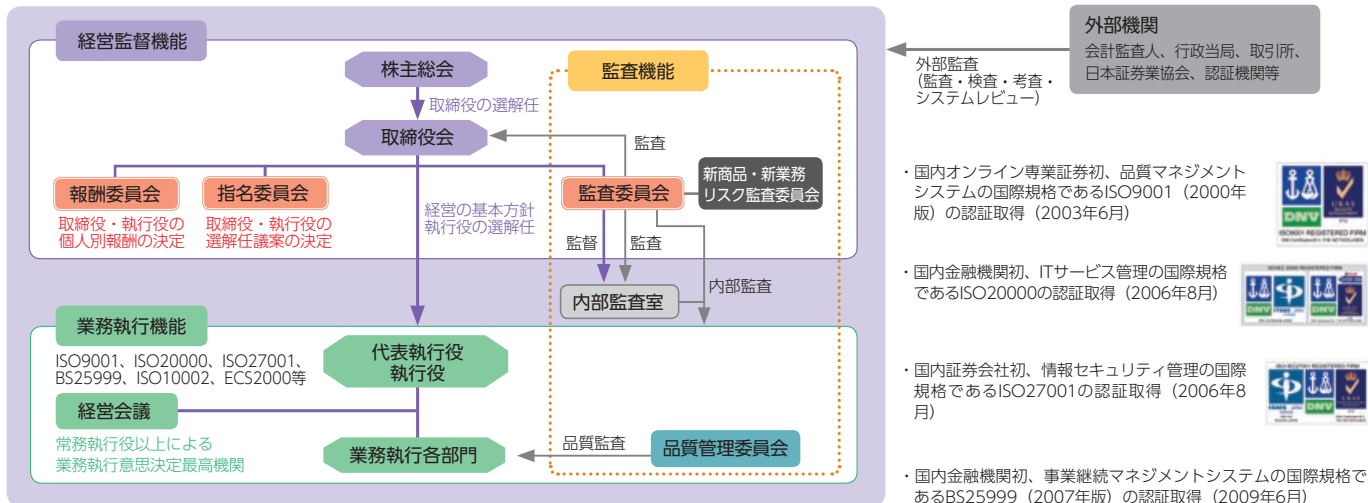 経営監督機能
株主総会
取締役の選解任
取締役会
監査機能
監査
報酬委員会
取締役・執行役の
個人別報酬の決定
指名委員会
取締役・執行役の
選解任議案の決定
経営の基本方針
執行役の選解任
監査委員会
新商品・新業務
リスク監査委員会
監督
監査
内部監査室
内部監査
業務執行機能
ISO9001、ISO20000、ISO27001、
BS25999、ISO10002、ECS2000等
代表執行役
執行役
経営会議
常務執行役以上による
業務執行意思決定最高機関
業務執行各部門
品質監査
品質管理委員会
外部機関
会計監査人、行政当局、取引所、
日本証券業協会、認証機関等
外部監査
(監査・検査・考査・
システムレビュー)
・国内オンライン専業証券初、品質マネジメント
システムの国際規格であるISO9001（2000年
版）の認証取得（2003年6月）
DNV
UKAS
ISO9001 REGISTERED FIRM
・国内金融機関初、ITサービス管理の国際規格
であるISO20000の認証取得（2006年8月）
DNV
ITSMS
DNV
・国内証券会社初、情報セキュリティ管理の国際
規格であるISO27001の認証取得（2006年8
月）
ISMS
DNV
・国内金融機関初、事業継続マネジメントシステムの国際規格で
あるBS25999（2007年版）の認証取得（2009年6月）